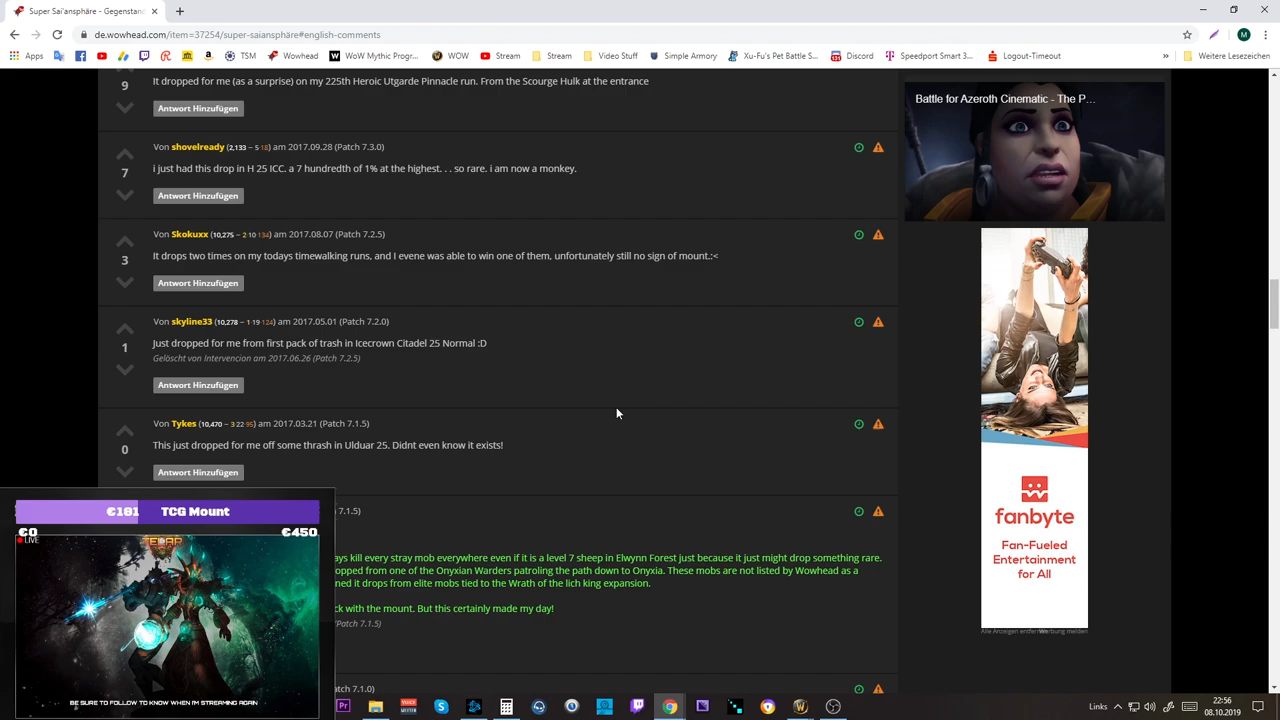 Super Sai'ansphere - Gegenstand
de.wowhead.com/item=37254/super-saiansphäre#english-comments
Apps
TSM
Wowhead
WoW Mythic Progr...
WOW
Stream
Stream
Video Stuff
Simple Armory
Xu-Fu's Pet Battle S...
Discord
Speedport Smart 3...
Logout-Timeout
»
Weitere Lesezeichen
It dropped for me (as a surprise) on my 225th Heroic Utgarde Pinnacle run. From the Scourge Hulk at the entrance
9
Antwort Hinzufügen
Battle for Azeroth Cinematic - The P...
Von shovelready (2,133 – 5 18) am 2017.09.28 (Patch 7.3.0)
7
i just had this drop in H 25 ICC. a 7 hundredth of 1% at the highest. . . so rare. i am now a monkey.
Antwort Hinzufügen
Von Skokuxx (10,275 – 2 10 134) am 2017.08.07 (Patch 7.2.5)
3
It drops two times on my todays timewalking runs, and I evene was able to win one of them, unfortunately still no sign of mount.:<
Antwort Hinzufügen
Von skyline33 (10,278 – 1 19 124) am 2017.05.01 (Patch 7.2.0)
1
Just dropped for me from first pack of trash in Icecrown Citadel 25 Normal :D
Gelöscht von Intervencion am 2017.06.26 (Patch 7.2.5)
Antwort Hinzufügen
Von Tykes (10,470 – 3 22 95) am 2017.03.21 (Patch 7.1.5)
0
This just dropped for me off some thrash in Ulduar 25. Didnt even know it exists!
Antwort Hinzufügen
7.1.5)
ys kill every stray mob everywhere even if it is a level 7 sheep in Elwynn Forest just because it just might drop something rare.
opped from one of the Onyxian Warders patroling the path down to Onyxia. These mobs are not listed by Wowhead as a
ned it drops from elite mobs tied to the Wrath of the lich king expansion.
ck with the mount. But this certainly made my day!
(Patch 7.1.5)
atch 7.1.0)
fanbyte
Fan-Fueled
Entertainment
for All
Werbung melden
€181 TCG Mount
€0 €450
LIVE
BE SURE TO FOLLOW TO KNOW WHEN I'M STREAMING AGAIN
Links
22:56
08.10.2019